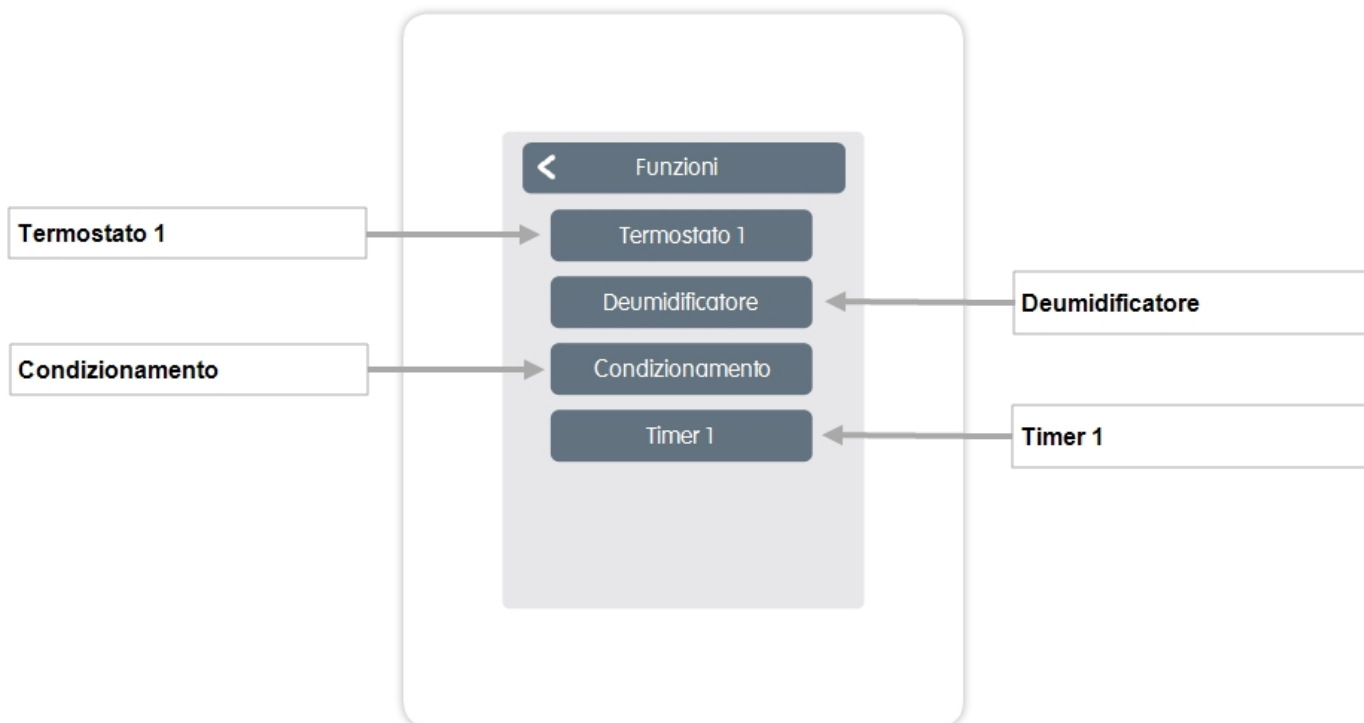 Funzioni
Termostato 1
Termostato 1
Deumidificatore
Deumidificatore
Condizionamento
Condizionamento
Timer 1
Timer 1